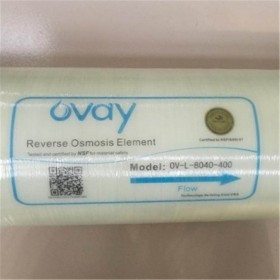 ovay
Reverse Osmosis Element
Tested and certified by NSF for material safety
Model: OV-L-8040-400
Flow